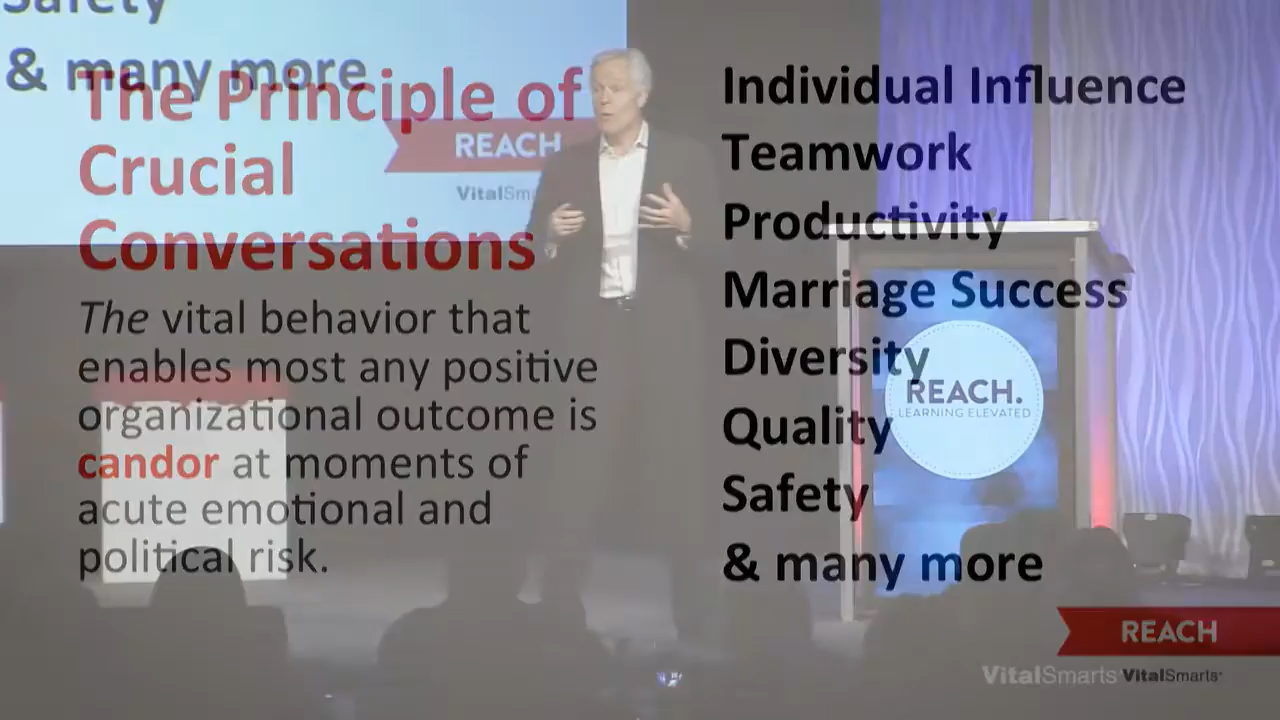 Safety
& many more
REACH
VitalSm
The Principle of
Crucial
Conversations
The vital behavior that
enables most any positive
organizational outcome is
candor at moments of
acute emotional and
political risk.
Individual Influence
Teamwork
Productivity
Marriage Success
Diversity
Quality
Safety
& many more
REACH.
LEARNING ELEVATED
REACH
VitalSmarts
VitalSmarts